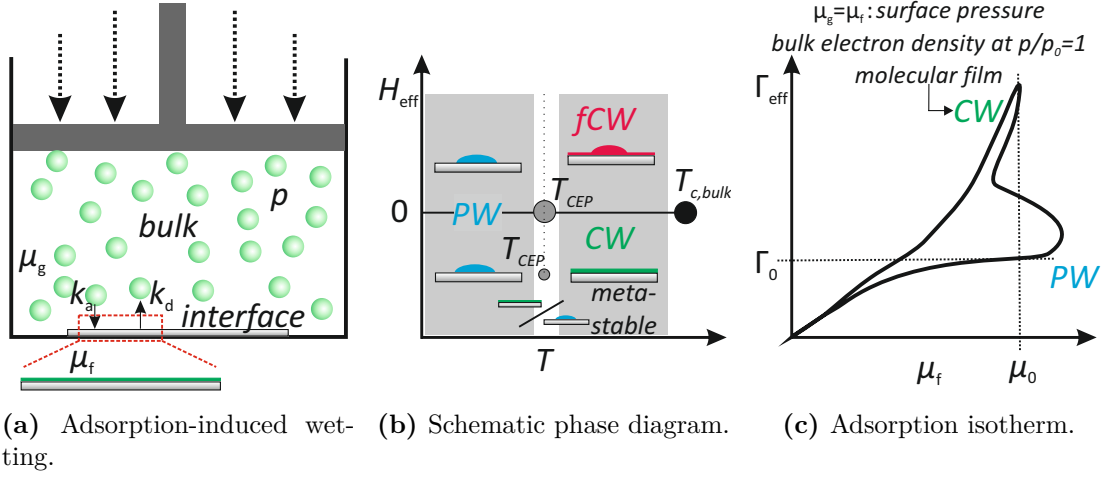 p
bulk
μg
ka
kd
interface
μf
(a) Adsorption-induced wet-
ting.
Heff
fCW
TCEP
Tc,bulk
0
PW
TCEP
CW
meta-
stable
T
(b) Schematic phase diagram.
μg=μf: surface pressure
bulk electron density at p/p0=1
molecular film
Γeff
CW
Γ0
PW
μf
μ0
(c) Adsorption isotherm.